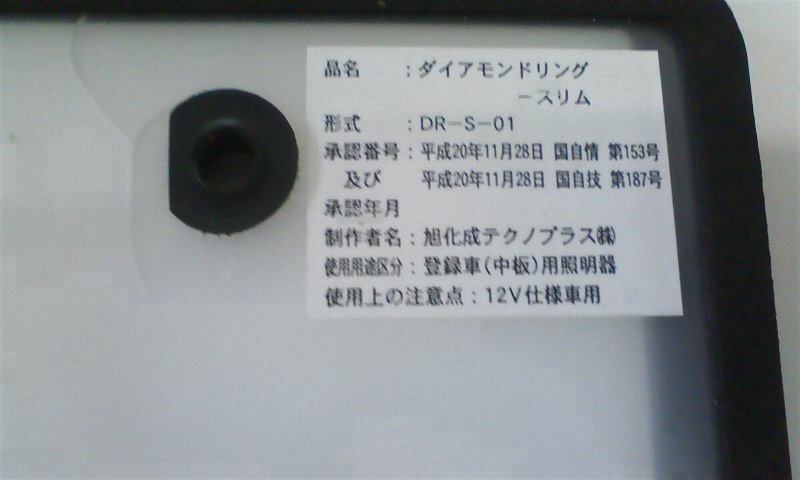 品名　　：ダイアモンドリング
－スリム
形式　　：DR－S－01
承認番号：平成20年11月28日 国自情 第153号
及び　　平成20年11月28日 国自技 第187号
承認年月
制作者名：旭化成テクノプラス㈱
使用用途区分：登録車(中板)用照明器
使用上の注意点：12V仕様車用